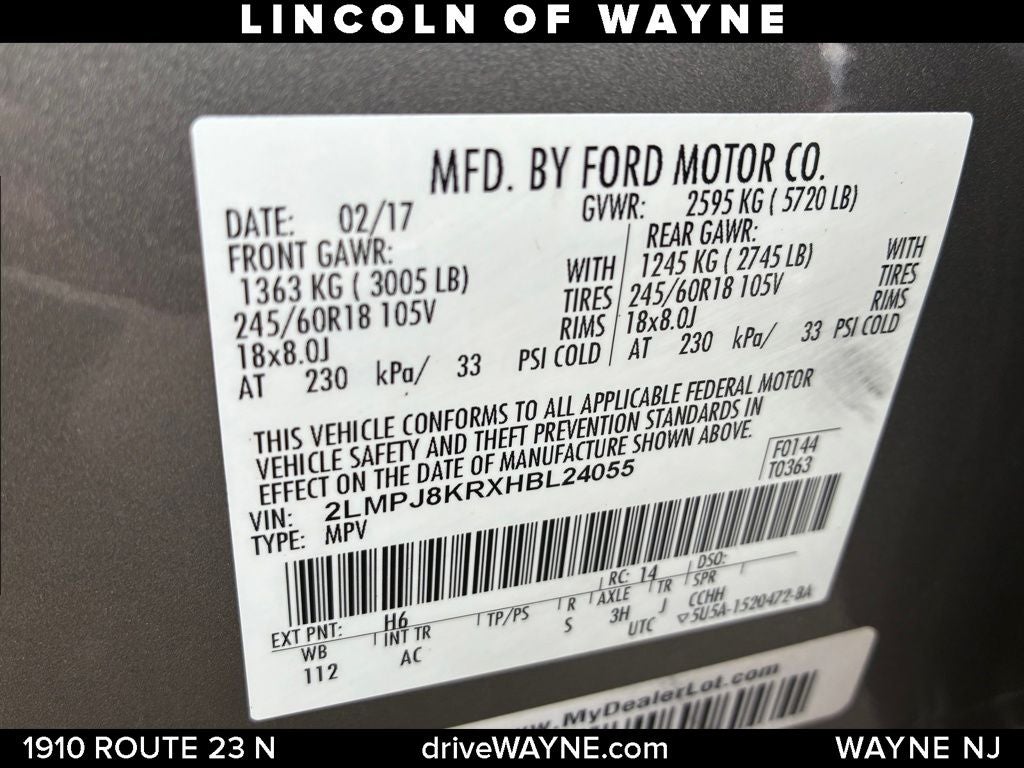 LINCOLN OF WAYNE
MFD. BY FORD MOTOR CO.
DATE: 02/17 GVWR: 2595 KG ( 5720 LB)
FRONT GAWR: REAR GAWR:
1363 KG ( 3005 LB) WITH 1245 KG ( 2745 LB) WITH
245/60R18 105V TIRES 245/60R18 105V TIRES
18x8.0J RIMS 18x8.0J RIMS
AT 230 kPa/ 33 PSI COLD AT 230 kPa/ 33 PSI COLD
THIS VEHICLE CONFORMS TO ALL APPLICABLE FEDERAL MOTOR
VEHICLE SAFETY AND THEFT PREVENTION STANDARDS IN
EFFECT ON THE DATE OF MANUFACTURE SHOWN ABOVE.
F0144
T0363
VIN: 2LMPJ8KRXHBL24055
TYPE: MPV
EXT PNT: H6 RC: 14 DSO:
WB INT TR TP/PS R AXLE TR SPR
112 AC S 3H J CCHH
UTC ▽5U5A-1520472-BA
www.MyDealerLot.com
1910 ROUTE 23 N driveWAYNE.com WAYNE NJ